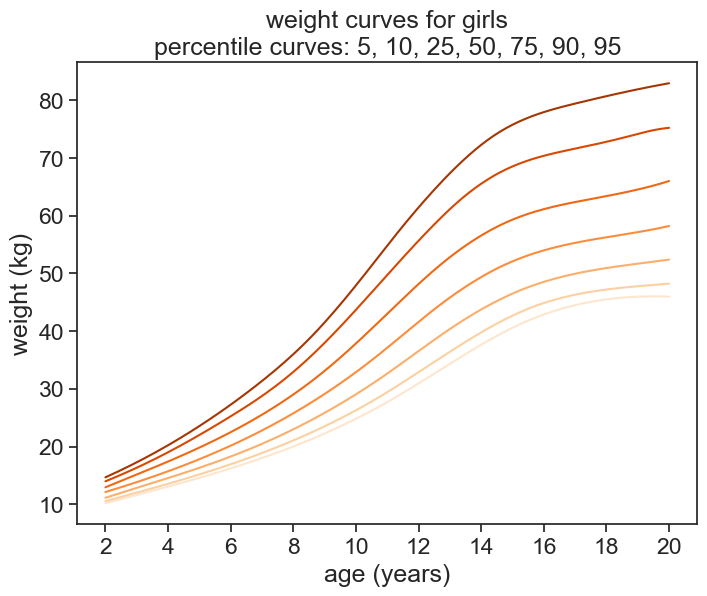 weight curves for girls
percentile curves: 5, 10, 25, 50, 75, 90, 95
80
70
60
50
40
30
20
10
weight (kg)
2 4 6 8 10 12 14 16 18 20
age (years)